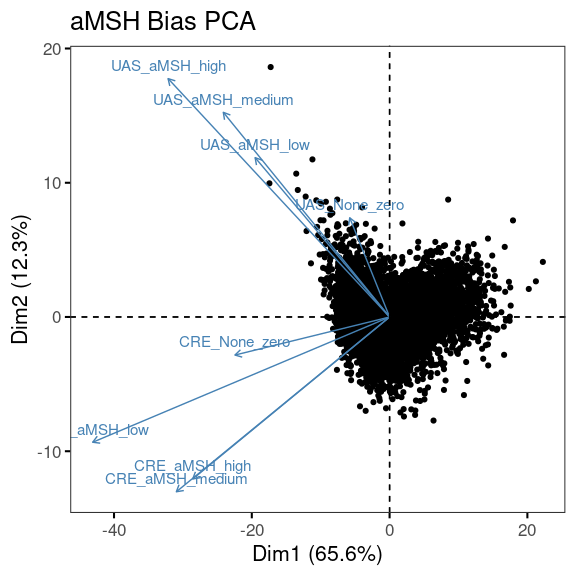 aMSH Bias PCA
20
UAS_aMSH_high
UAS_aMSH_medium
UAS_aMSH_low
10
UAS_None_zero
Dim2 (12.3%)
0
CRE_None_zero
_aMSH_low
-10
CRE_aMSH_high
CRE_aMSH_medium
-40
-20
0
20
Dim1 (65.6%)